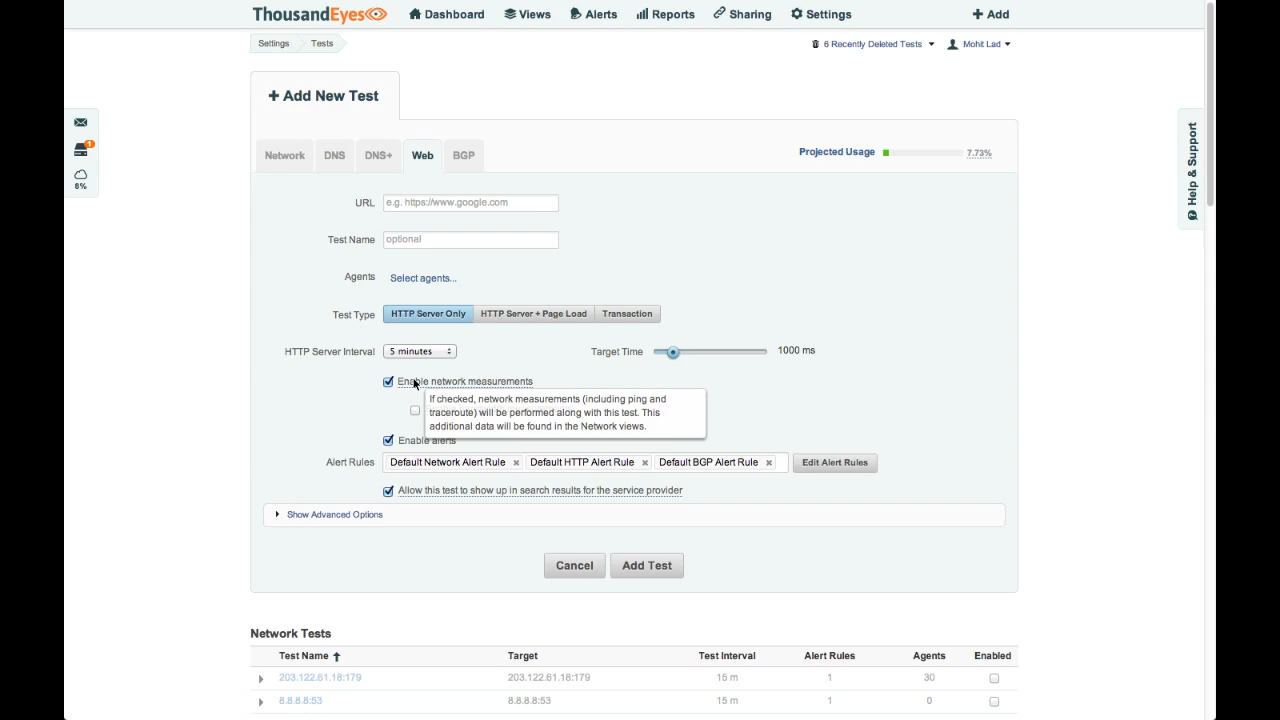 ThousandEyes Dashboard Views Alerts Reports Sharing Settings + Add
Settings Tests 6 Recently Deleted Tests Mohit Lad
+ Add New Test
1
8%
Help & Support
Network DNS DNS+ Web BGP Projected Usage 7.73%
URL e.g. https://www.google.com
Test Name optional
Agents Select agents...
Test Type HTTP Server Only HTTP Server + Page Load Transaction
HTTP Server Interval 5 minutes Target Time 1000 ms
Enable network measurements
If checked, network measurements (including ping and
traceroute) will be performed along with this test. This
additional data will be found in the Network views.
Enable alerts
Alert Rules Default Network Alert Rule × Default HTTP Alert Rule × Default BGP Alert Rule × Edit Alert Rules
Allow this test to show up in search results for the service provider
Show Advanced Options
Cancel Add Test
Network Tests
Test Name Target Test Interval Alert Rules Agents Enabled
203.122.61.18:179 203.122.61.18:179 15 m 1 30
8.8.8.8:53 8.8.8.8:53 15 m 1 0